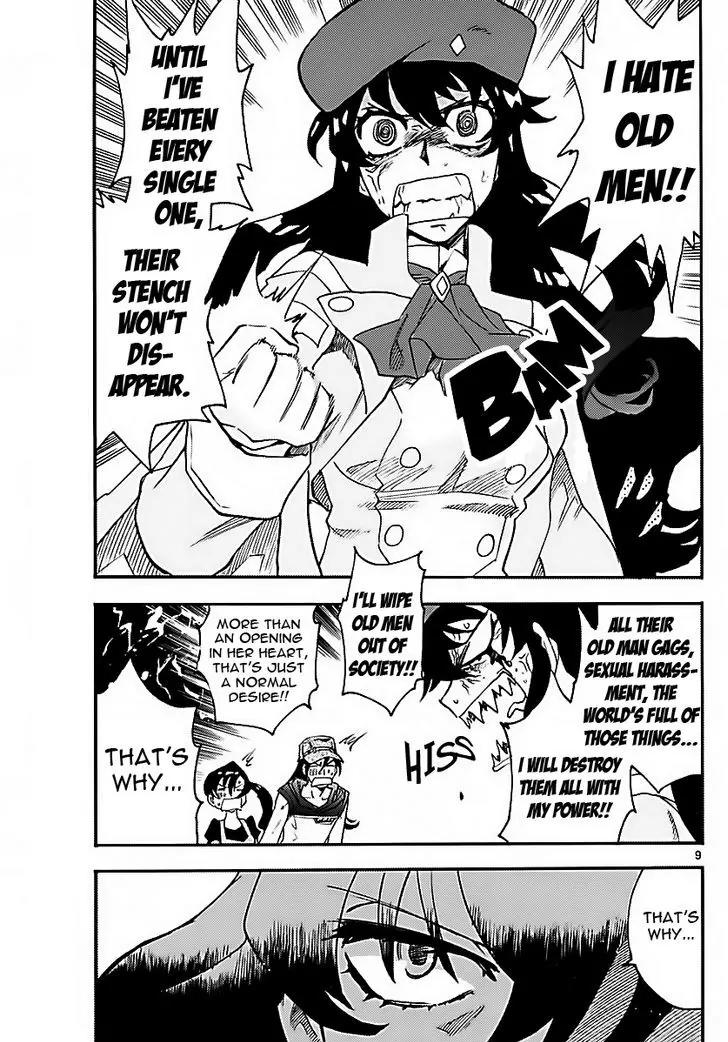 I HATE
OLD
MEN!!
UNTIL
I'VE
BEATEN
EVERY
SINGLE
ONE,
THEIR
STENCH
WON'T
DIS-
APPEAR.
BAM
ALL THEIR
OLD MAN GAGS,
SEXUAL HARASS-
MENT, THE
WORLD'S FULL OF
THOSE THINGS...
I WILL DESTROY
THEM ALL WITH
MY POWER!!
I'LL WIPE
OLD MEN
OUT OF
SOCIETY!!
HISS
MORE THAN
AN OPENING
IN HER HEART,
THAT'S JUST
A NORMAL
DESIRE!!
THAT'S
WHY...
9
THAT'S
WHY...